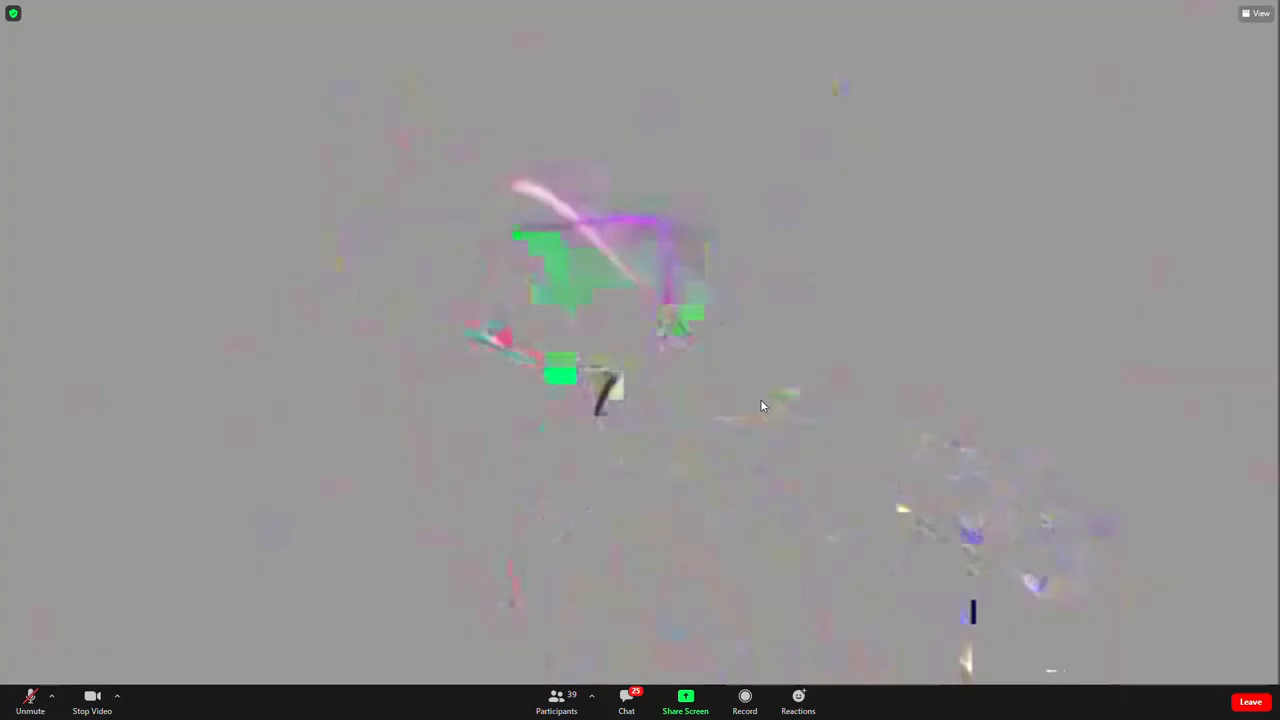 View
39
25
Unmute
Stop Video
Participants
Chat
Share Screen
Record
Reactions
Leave